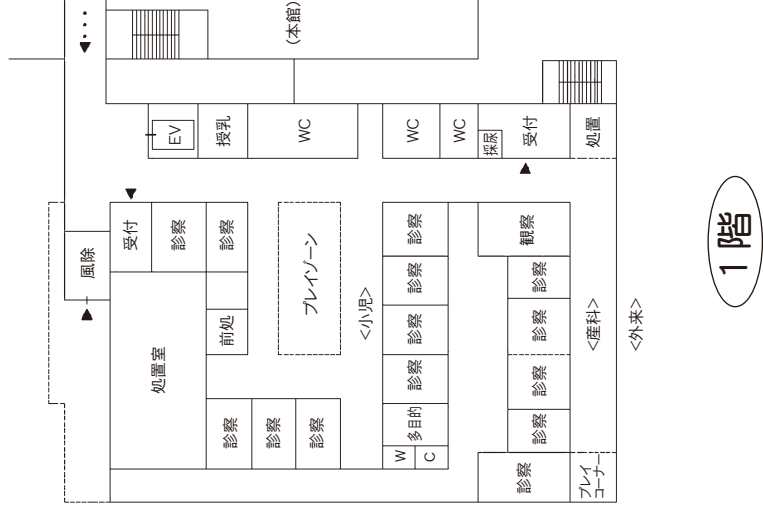 (本館)
EV
授乳
WC
WC
WC
採尿
受付
処置
風除
受付
診察
診察
プレイゾーン
<小児>
診察
観察
処置室
前処
診察
診察
診察
診察
診察
診察
診察
<産科>
<外来>
診察
診察
診察
多目的
W
C
診察
プレイ
コーナー
1階